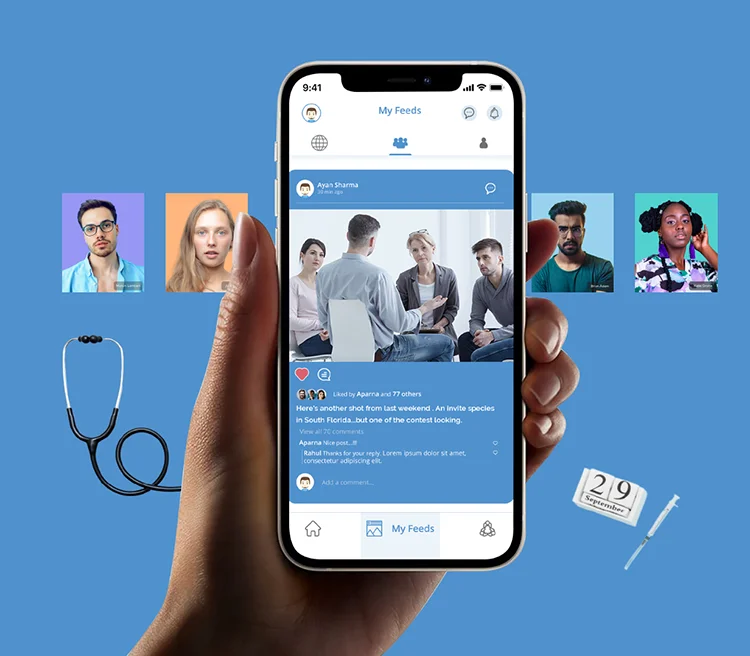 9:41
My Feeds
Ayan Sharma
20 min ago
Liked by Aparna and 77 others
Here's another shot from last weekend . An invite species
in South Florida...but one of the contest looking.
View all 70 comments
Aparna Nice post...!!!
Rahul Thanks for your reply, Lorem ipsum dolor sit amet,
consectetur adipiscing elit.
Add a comment...
My Feeds
29
September